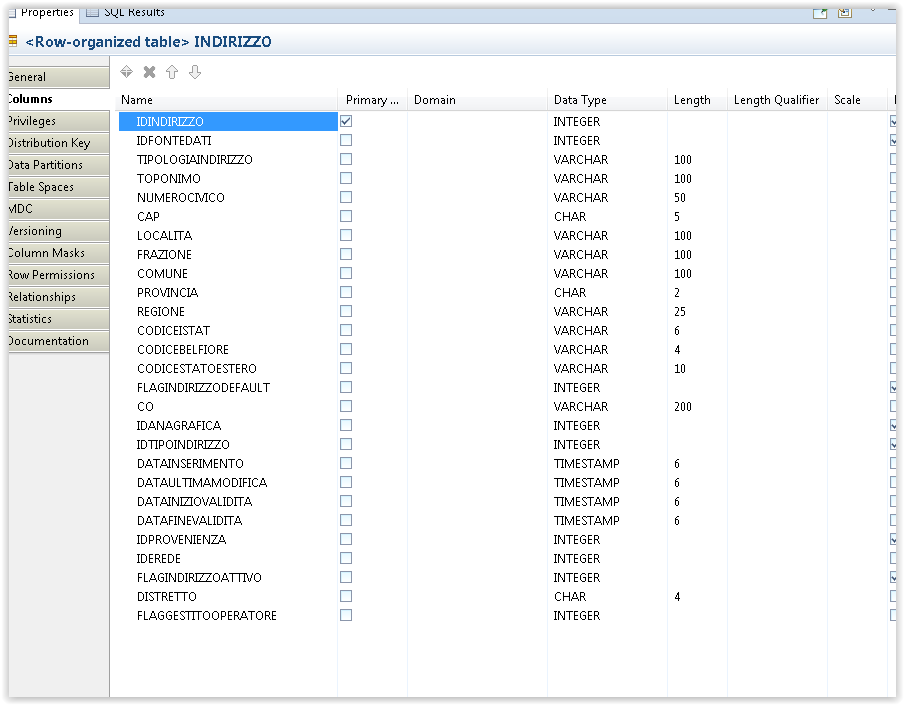 Properties SQL Results
<Row-organized table> INDIRIZZO
General
Columns
Privileges
Distribution Key
Data Partitions
Table Spaces
MDC
Versioning
Column Masks
Row Permissions
Relationships
Statistics
Documentation
Name Primary ... Domain Data Type Length Length Qualifier Scale
IDINDIRIZZO INTEGER
IDFONTEDATI INTEGER
TIPOLOGIAINDIRIZZO VARCHAR 100
TOPONIMO VARCHAR 100
NUMEROCIVICO VARCHAR 50
CAP CHAR 5
LOCALITA VARCHAR 100
FRAZIONE VARCHAR 100
COMUNE VARCHAR 100
PROVINCIA CHAR 2
REGIONE VARCHAR 25
CODICEISTAT VARCHAR 6
CODICEBELFIORE VARCHAR 4
CODICESTATOESTERO VARCHAR 10
FLAGINDIRIZZODEFAULT INTEGER
CO VARCHAR 200
IDANAGRAFICA INTEGER
IDTIPOINDIRIZZO INTEGER
DATAINSERIMENTO TIMESTAMP 6
DATAULTIMAMODIFICA TIMESTAMP 6
DATAINIZIOVALIDITA TIMESTAMP 6
DATAFINEVALIDITA TIMESTAMP 6
IDPROVENIENZA INTEGER
IDEREDE INTEGER
FLAGINDIRIZZOATTIVO INTEGER
DISTRETTO CHAR 4
FLAGGESTITOOPERATORE INTEGER